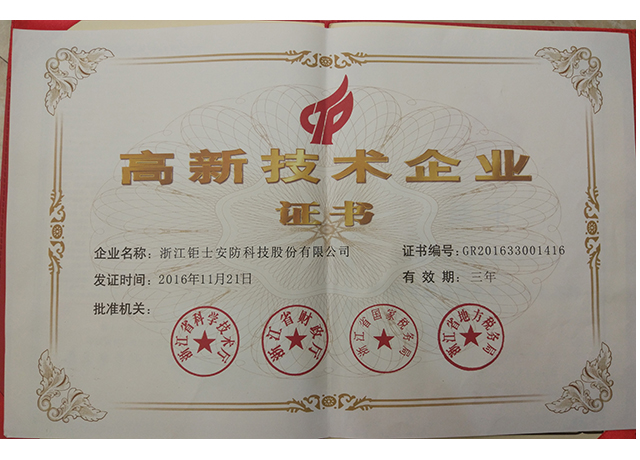 高新技术企业
证书
企业名称：浙江钜士安防科技股份有限公司
证书编号：GR201633001416
发证时间：2016年11月21日
有效期：三年
批准机关：
浙江省科学技术厅
浙江省财政厅
浙江省国家税务局
浙江省地方税务局